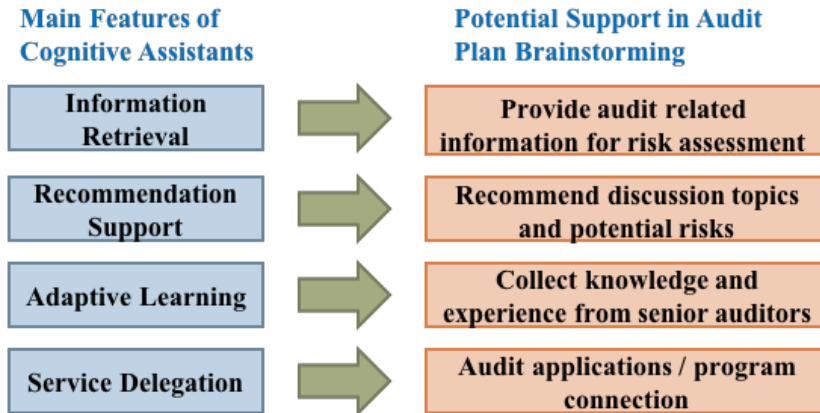 Main Features of
Cognitive Assistants
Potential Support in Audit
Plan Brainstorming
Information
Retrieval
Provide audit related
information for risk assessment
Recommendation
Support
Recommend discussion topics
and potential risks
Adaptive Learning
Collect knowledge and
experience from senior auditors
Service Delegation
Audit applications / program
connection